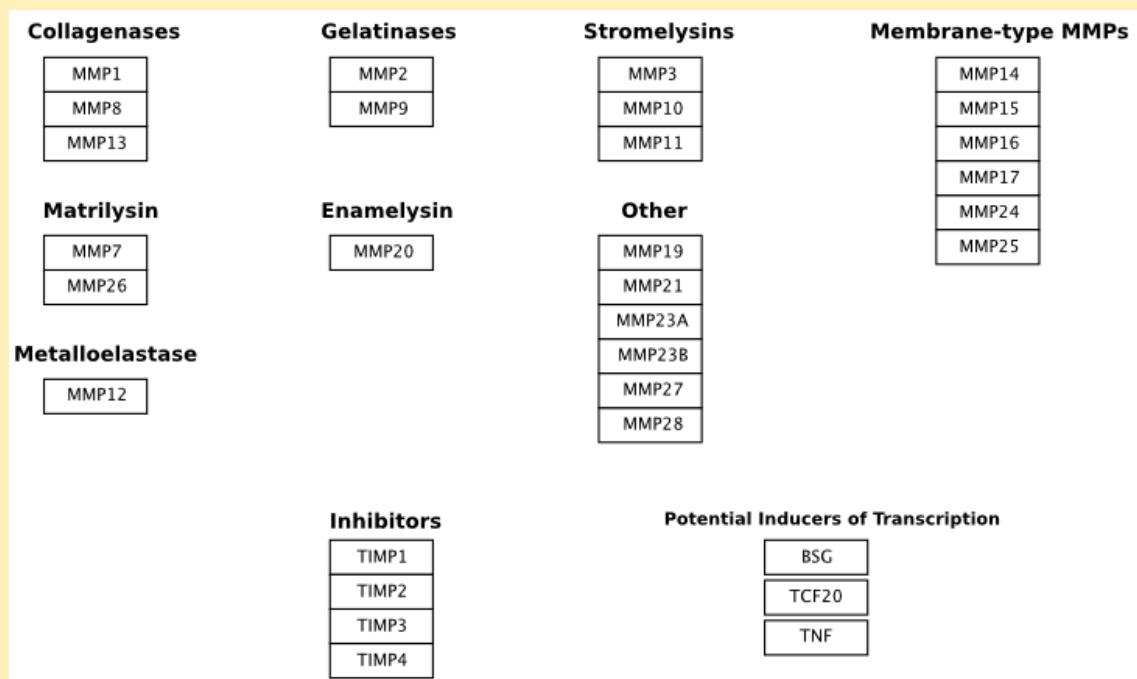 Collagenases
MMP1
MMP8
MMP13
Gelatinases
MMP2
MMP9
Stromelysins
MMP3
MMP10
MMP11
Membrane-type MMPs
MMP14
MMP15
MMP16
MMP17
MMP24
MMP25
Matrilysin
MMP7
MMP26
Enamelysin
MMP20
Other
MMP19
MMP21
MMP23A
MMP23B
MMP27
MMP28
Metalloelastase
MMP12
Inhibitors
TIMP1
TIMP2
TIMP3
TIMP4
Potential Inducers of Transcription
BSG
TCF20
TNF